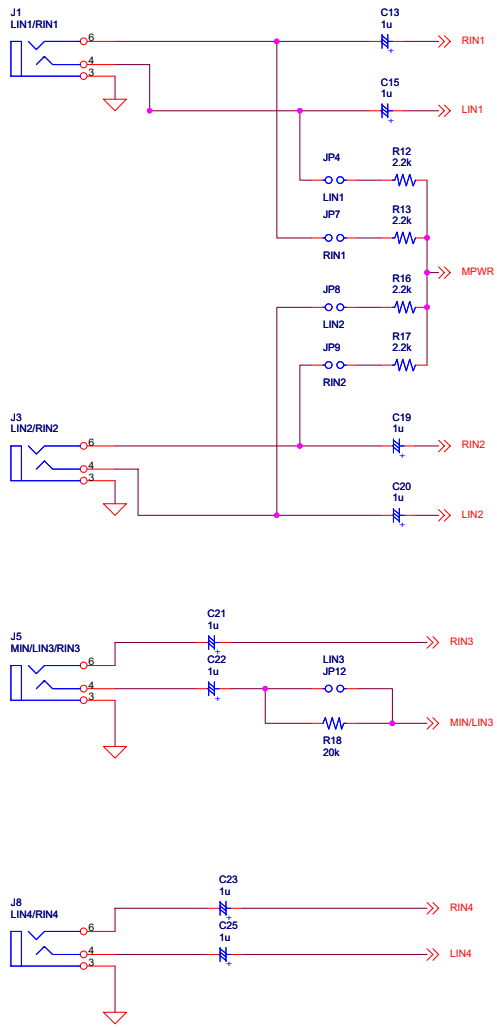 J1
LIN1/RIN1
6
4
3
C13
1u
+
RIN1
C15
1u
+
LIN1
JP4
LIN1
R12
2.2k
JP7
RIN1
R13
2.2k
MPWR
JP8
LIN2
R16
2.2k
JP9
RIN2
R17
2.2k
J3
LIN2/RIN2
6
4
3
C19
1u
+
RIN2
C20
1u
+
LIN2
J5
MIN/LIN3/RIN3
6
4
3
C21
1u
+
RIN3
C22
1u
+
LIN3
JP12
R18
20k
MIN/LIN3
J8
LIN4/RIN4
6
4
3
C23
1u
+
RIN4
C25
1u
+
LIN4